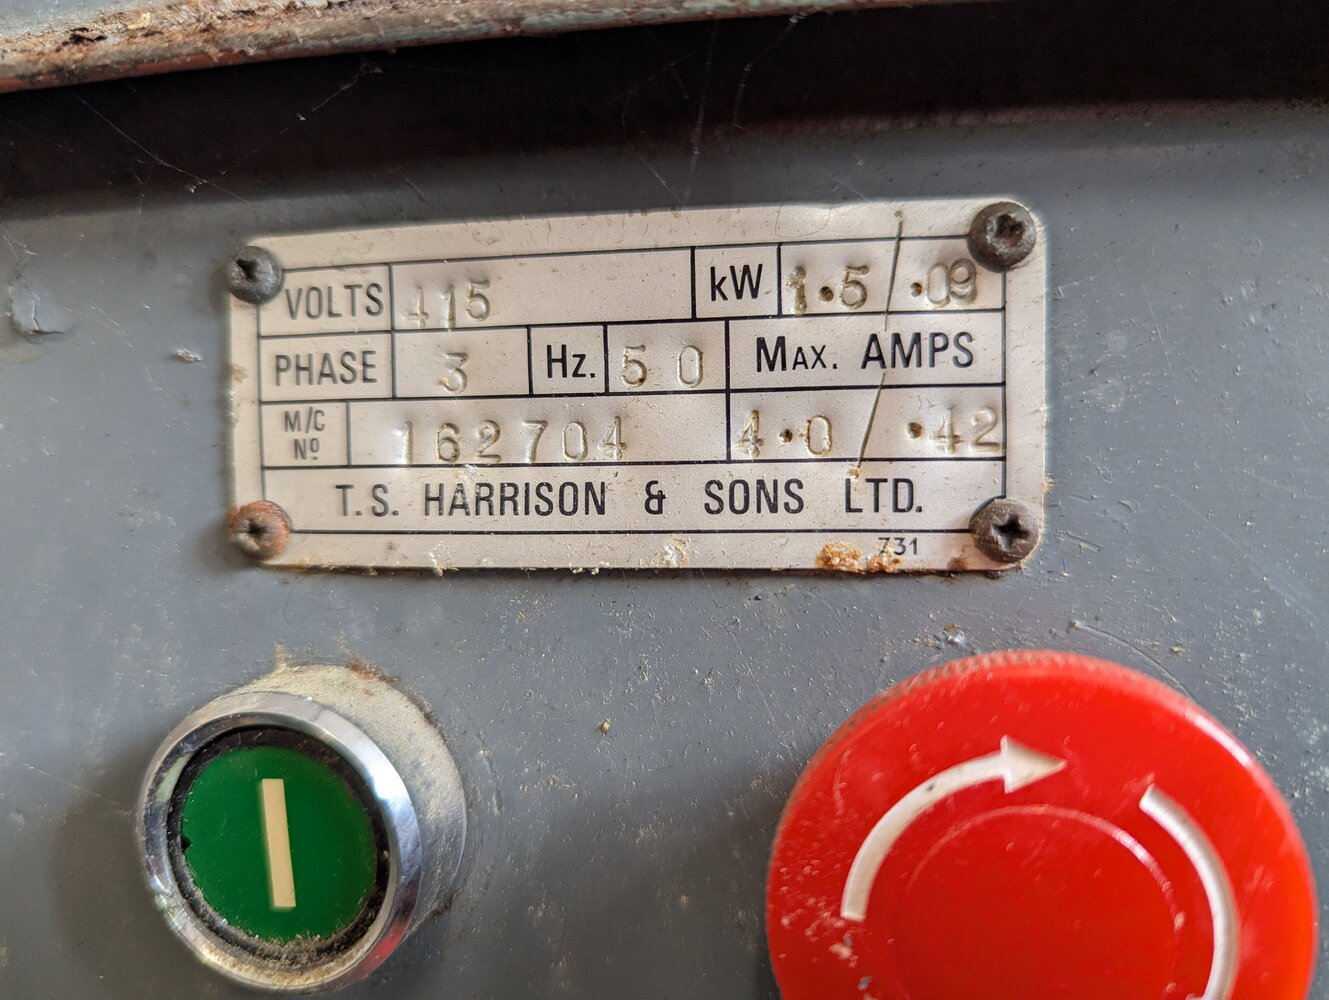 VOLTS 415 kW 1.5 / .09
PHASE 3 Hz. 50 MAX. AMPS
M/C Nº 162704 4.0 / .42
T.S. HARRISON & SONS LTD.
731